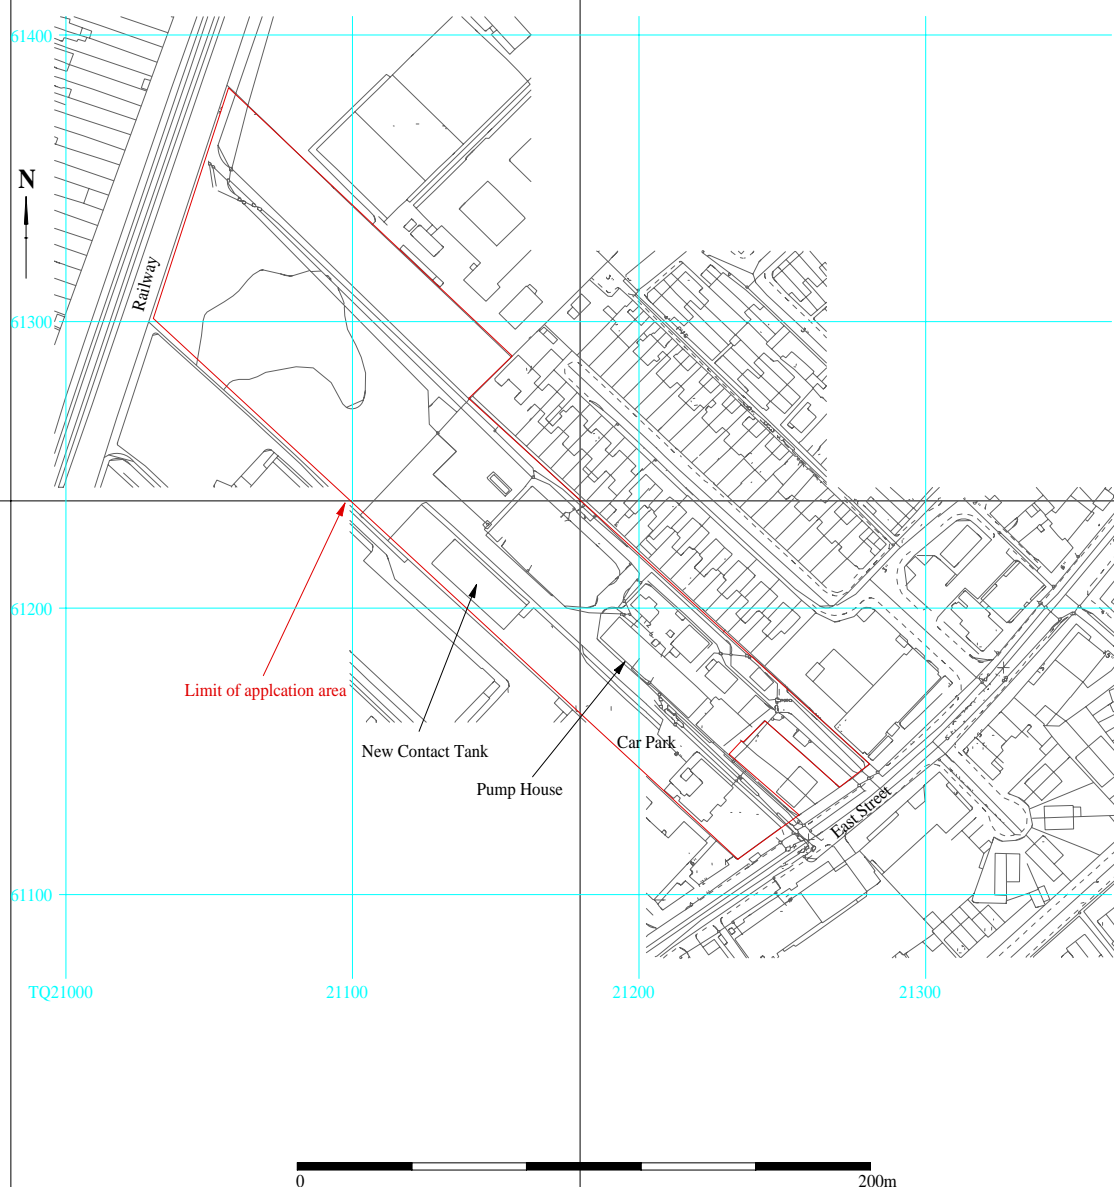 61400
N
Railway
61300
61200
Limit of applcation area
New Contact Tank
Car Park
Pump House
East Street
61100
TQ21000
21100
21200
21300
0
200m